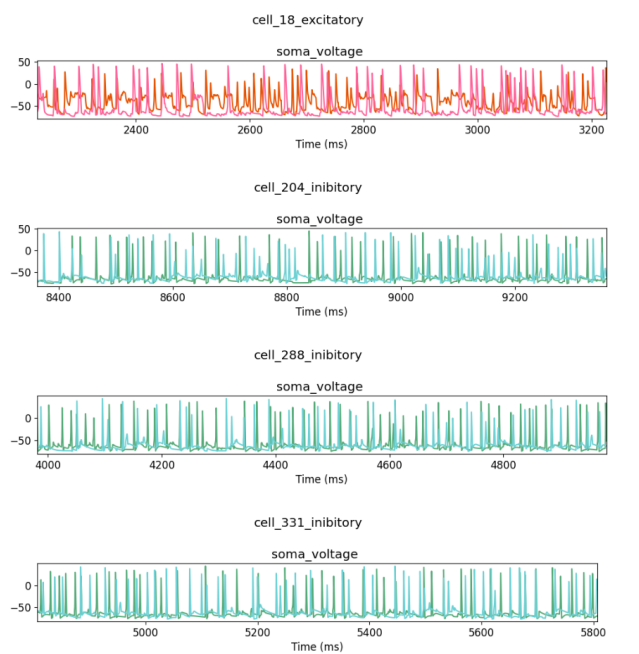 cell_18_excitatory
soma_voltage
50
0
−50
2400 2600 2800 3000 3200
Time (ms)
cell_204_inibitory
soma_voltage
50
0
−50
8400 8600 8800 9000 9200
Time (ms)
cell_288_inibitory
soma_voltage
0
−50
4000 4200 4400 4600 4800
Time (ms)
cell_331_inibitory
soma_voltage
0
−50
5000 5200 5400 5600 5800
Time (ms)